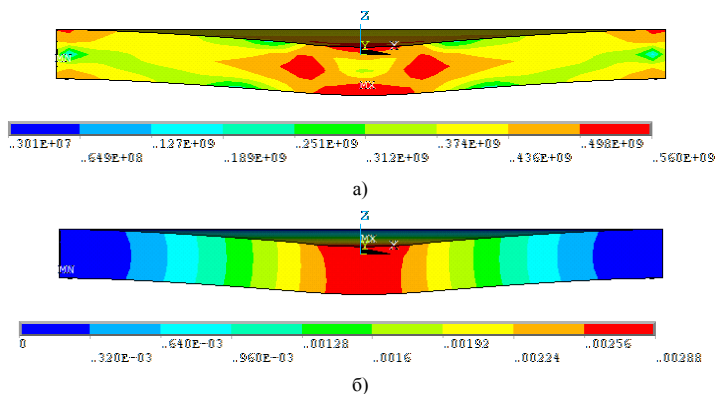 Z
Y X
MN
MX
.301E+07 .127E+09 .251E+09 .374E+09 .498E+09
.649E+08 .189E+09 .312E+09 .436E+09 .560E+09
а)
Z
MX
Y X
MN
0 .640E-03 .00128 .00192 .00256
.320E-03 .960E-03 .0016 .00224 .00288
б)